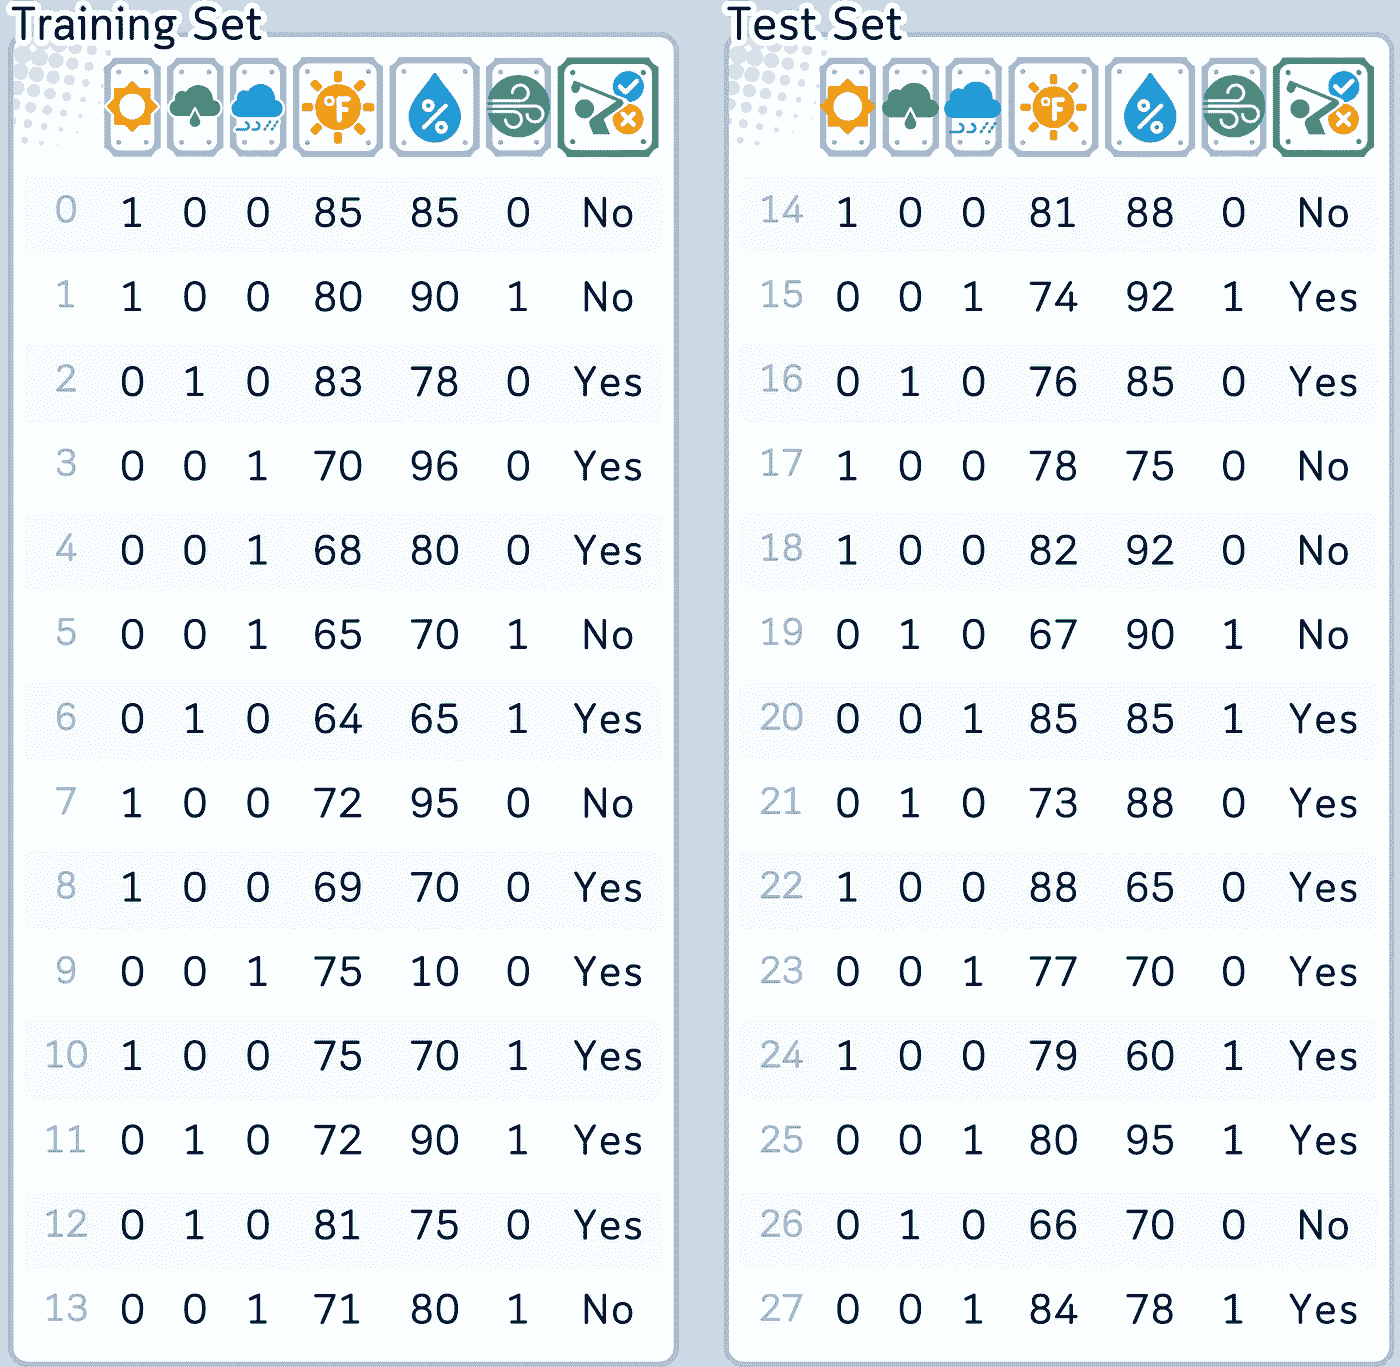 Training Set
°F % 
0 1 0 0 85 85 0 No
1 1 0 0 80 90 1 No
2 0 1 0 83 78 0 Yes
3 0 0 1 70 96 0 Yes
4 0 0 1 68 80 0 Yes
5 0 0 1 65 70 1 No
6 0 1 0 64 65 1 Yes
7 1 0 0 72 95 0 No
8 1 0 0 69 70 0 Yes
9 0 0 1 75 10 0 Yes
10 1 0 0 75 70 1 Yes
11 0 1 0 72 90 1 Yes
12 0 1 0 81 75 0 Yes
13 0 0 1 71 80 1 No
Test Set
°F %
14 1 0 0 81 88 0 No
15 0 0 1 74 92 1 Yes
16 0 1 0 76 85 0 Yes
17 1 0 0 78 75 0 No
18 1 0 0 82 92 0 No
19 0 1 0 67 90 1 No
20 0 0 1 85 85 1 Yes
21 0 1 0 73 88 0 Yes
22 1 0 0 88 65 0 Yes
23 0 0 1 77 70 0 Yes
24 1 0 0 79 60 1 Yes
25 0 0 1 80 95 1 Yes
26 0 1 0 66 70 0 No
27 0 0 1 84 78 1 Yes